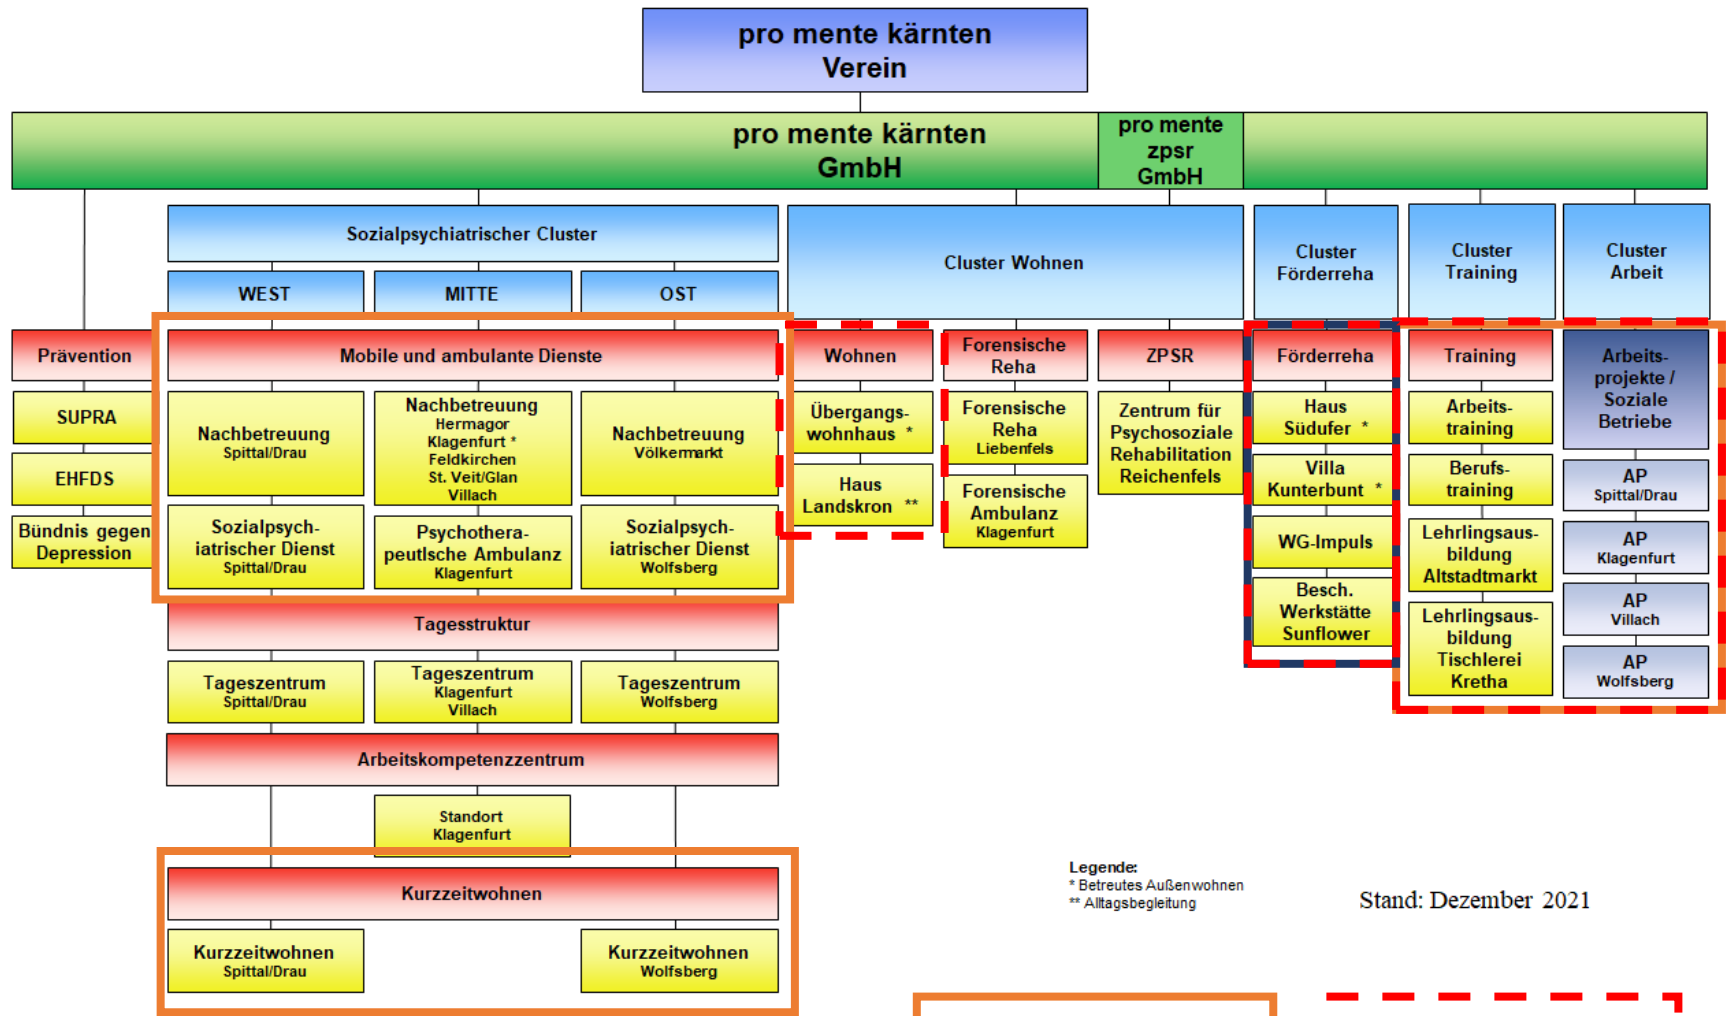 pro mente kärnten
Verein
pro mente kärnten
GmbH
pro mente
zpsr
GmbH
Sozialpsychiatrischer Cluster
WEST
MITTE
OST
Cluster Wohnen
Cluster
Förderreha
Cluster
Training
Cluster
Arbeit
Prävention
SUPRA
EHFDS
Bündnis gegen
Depression
Mobile und ambulante Dienste
Nachbetreuung
Spittal/Drau
Sozialpsych-
iatrischer Dienst
Spittal/Drau
Nachbetreuung
Hermagor
Klagenfurt *
Feldkirchen
St. Veit/Glan
Villach
Psychothera-
peutIsche Ambulanz
Klagenfurt
Nachbetreuung
Völkermarkt
Sozialpsych-
iatrischer Dienst
Wolfsberg
Tagesstruktur
Tageszentrum
Spittal/Drau
Tageszentrum
Klagenfurt
Villach
Tageszentrum
Wolfsberg
Arbeitskompetenzzentrum
Standort
Klagenfurt
Kurzzeitwohnen
Kurzzeitwohnen
Spittal/Drau
Kurzzeitwohnen
Wolfsberg
Wohnen
Übergangs-
wohnhaus *
Haus
Landskron **
Forensische
Reha
Forensische
Reha
Liebenfels
Forensische
Ambulanz
Klagenfurt
ZPSR
Zentrum für
Psychosoziale
Rehabilitation
Reichenfels
Förderreha
Haus
Südufer *
Villa
Kunterbunt *
WG-Impuls
Besch.
Werkstätte
Sunflower
Training
Arbeits-
training
Berufs-
training
Lehrlingsaus-
bildung
Altstadtmarkt
Lehrlingsaus-
bildung
Tischlerei
Kretha
Arbeits-
projekte /
Soziale
Betriebe
AP
Spittal/Drau
AP
Klagenfurt
AP
Villach
AP
Wolfsberg
Legende:
* Betreutes Außenwohnen
** Alltagsbegleitung
Stand: Dezember 2021